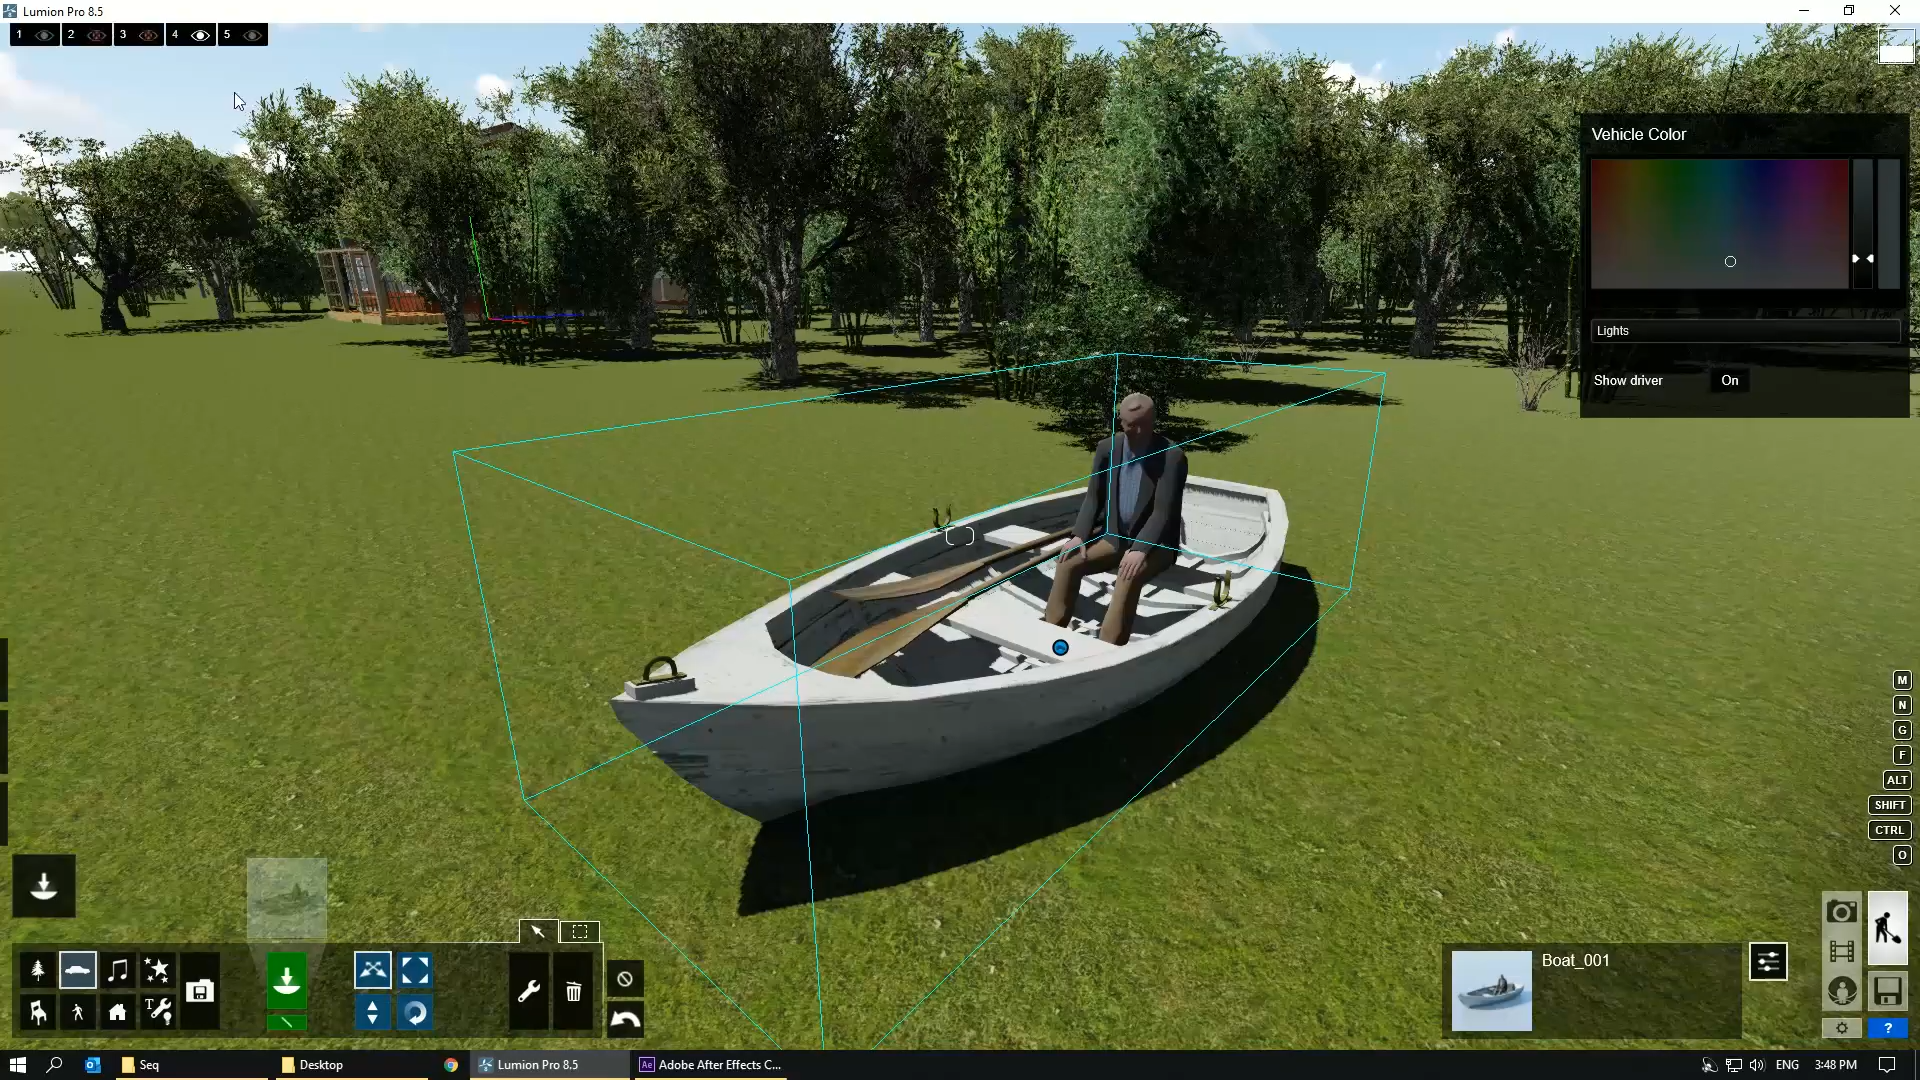 Lumion Pro 8.5
1 2 3 4 5
Vehicle Color
Lights
Show driver On
M
N
G
F
ALT
SHIFT
CTRL
O
Boat_001
T
?
Seq
Desktop
Lumion Pro 8.5
Ae Adobe After Effects C...
ENG 3:48 PM